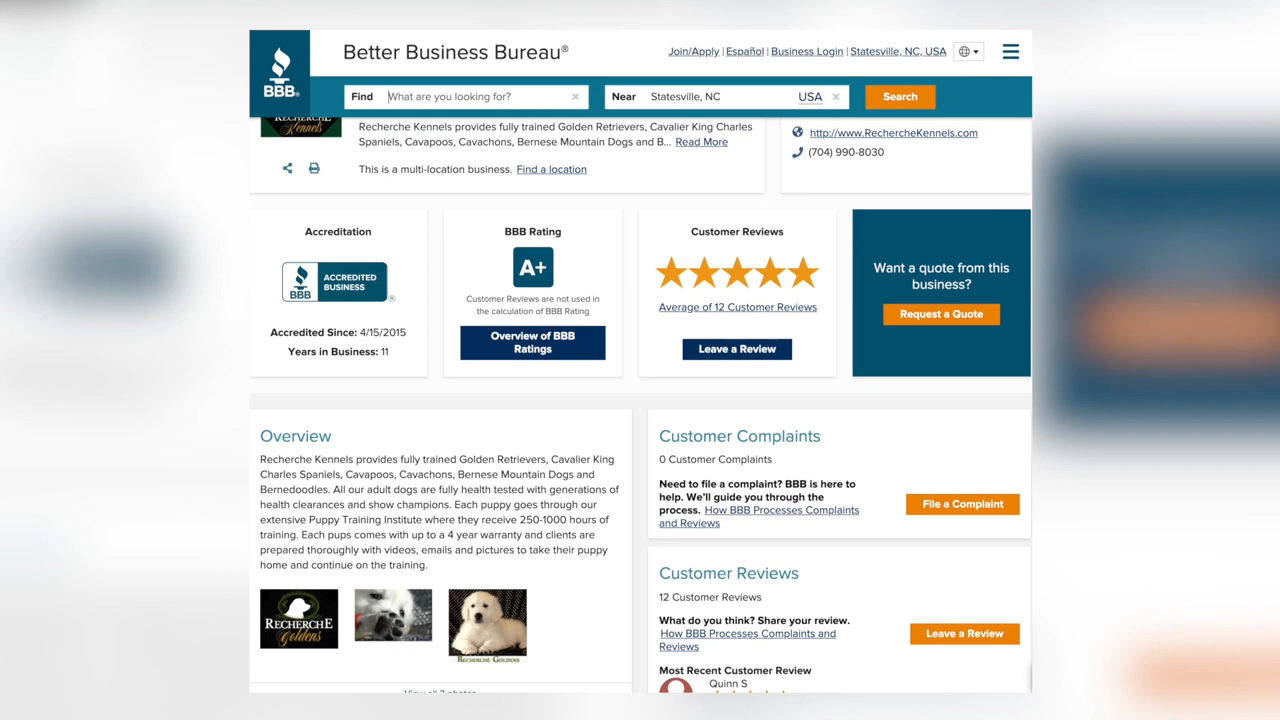 Better Business Bureau®
Join/Apply | Español | Business Login | Statesville, NC, USA
BBB®
Find What are you looking for? ×
Near Statesville, NC USA ×
Search
RECHERCHE
Kennels
Recherche Kennels provides fully trained Golden Retrievers, Cavalier King Charles
Spaniels, Cavapoos, Cavachons, Bernese Mountain Dogs and B... Read More
This is a multi-location business. Find a location
http://www.RechercheKennels.com
(704) 990-8030
Accreditation
BBB
ACCREDITED
BUSINESS
®
Accredited Since: 4/15/2015
Years in Business: 11
BBB Rating
A+
Customer Reviews are not used in
the calculation of BBB Rating
Overview of BBB
Ratings
Customer Reviews
Average of 12 Customer Reviews
Leave a Review
Want a quote from this
business?
Request a Quote
Overview
Recherche Kennels provides fully trained Golden Retrievers, Cavalier King
Charles Spaniels, Cavapoos, Cavachons, Bernese Mountain Dogs and
Bernedoodles. All our adult dogs are fully health tested with generations of
health clearances and show champions. Each puppy goes through our
extensive Puppy Training Institute where they receive 250-1000 hours of
training. Each pups comes with up to a 4 year warranty and clients are
prepared thoroughly with videos, emails and pictures to take their puppy
home and continue on the training.
RECHERCHE
Goldens
RECHERCHE GOLDENS
View all 3 photos
Customer Complaints
0 Customer Complaints
Need to file a complaint? BBB is here to
help. We'll guide you through the
process. How BBB Processes Complaints
and Reviews
File a Complaint
Customer Reviews
12 Customer Reviews
What do you think? Share your review.
How BBB Processes Complaints and
Reviews
Leave a Review
Most Recent Customer Review
Quinn S